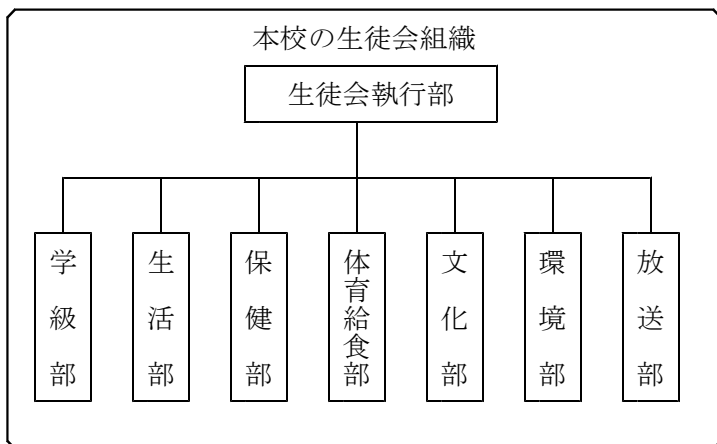 本校の生徒会組織
生徒会執行部
学級部
生活部
保健部
体育給食部
文化部
環境部
放送部